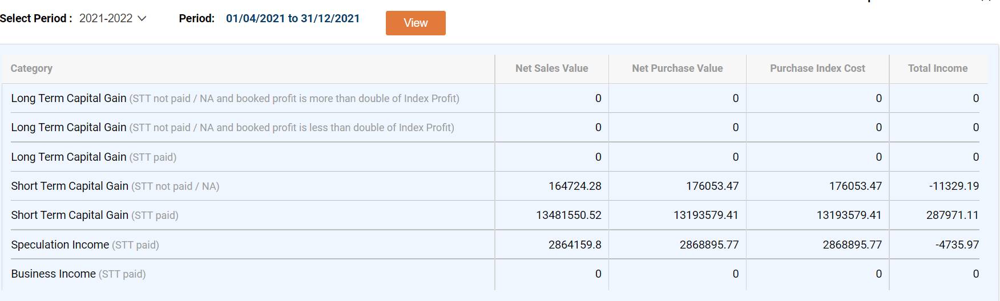 Select Period : 2021-2022 Period: 01/04/2021 to 31/12/2021 View
Category Net Sales Value Net Purchase Value Purchase Index Cost Total Income
Long Term Capital Gain (STT not paid / NA and booked profit is more than double of Index Profit) 0 0 0 0
Long Term Capital Gain (STT not paid / NA and booked profit is less than double of Index Profit) 0 0 0 0
Long Term Capital Gain (STT paid) 0 0 0 0
Short Term Capital Gain (STT not paid / NA) 164724.28 176053.47 176053.47 -11329.19
Short Term Capital Gain (STT paid) 13481550.52 13193579.41 13193579.41 287971.11
Speculation Income (STT paid) 2864159.8 2868895.77 2868895.77 -4735.97
Business Income (STT paid) 0 0 0 0